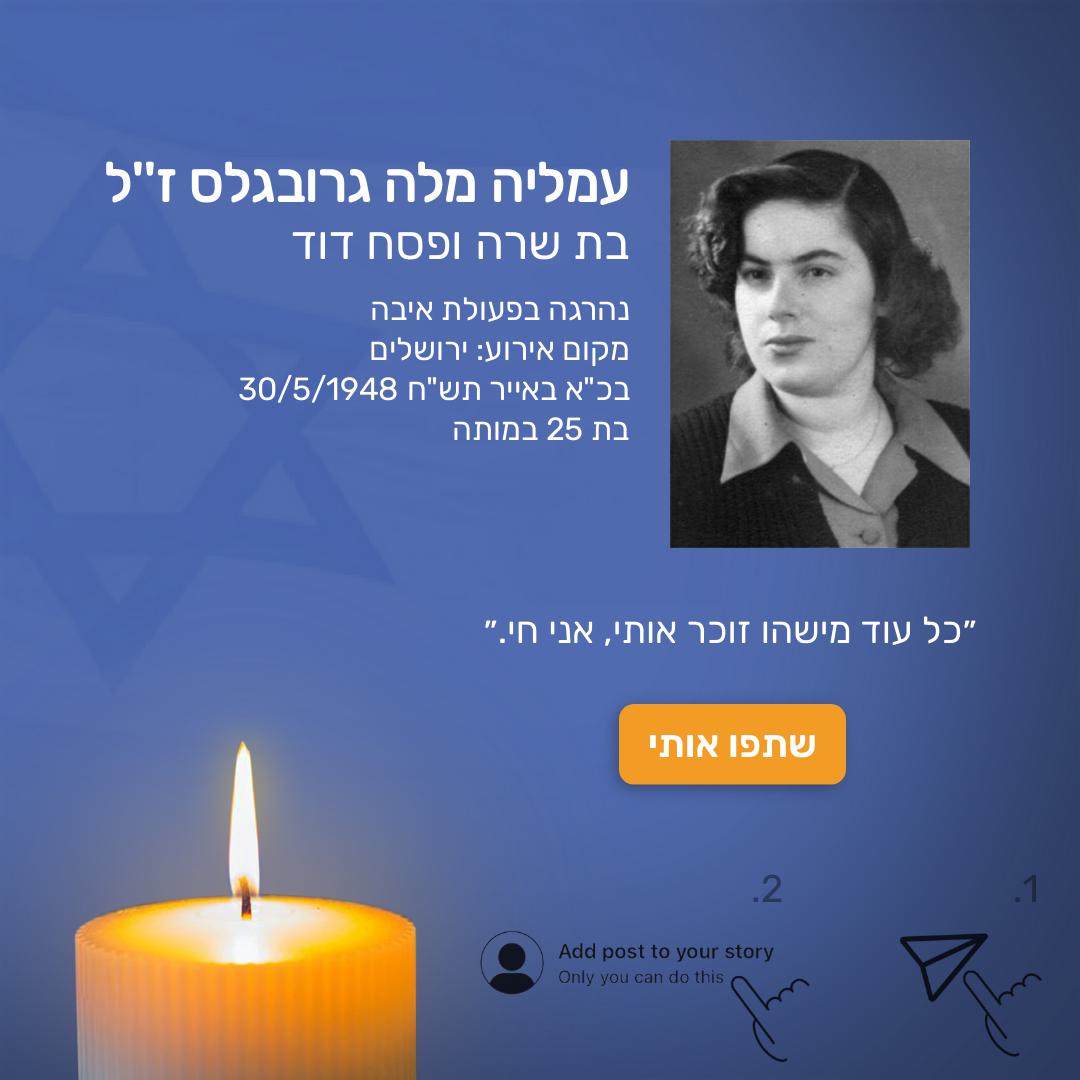 עמליה מלה גרובגלס ז''ל
בת שרה ופסח דוד
נהרגה בפעולת איבה
מקום אירוע: ירושלים
בכ"א באייר תש"ח 30/5/1948
בת 25 במותה
״כל עוד מישהו זוכר אותי, אני חי.״
שתפו אותי
1.
2.
Add post to your story
Only you can do this